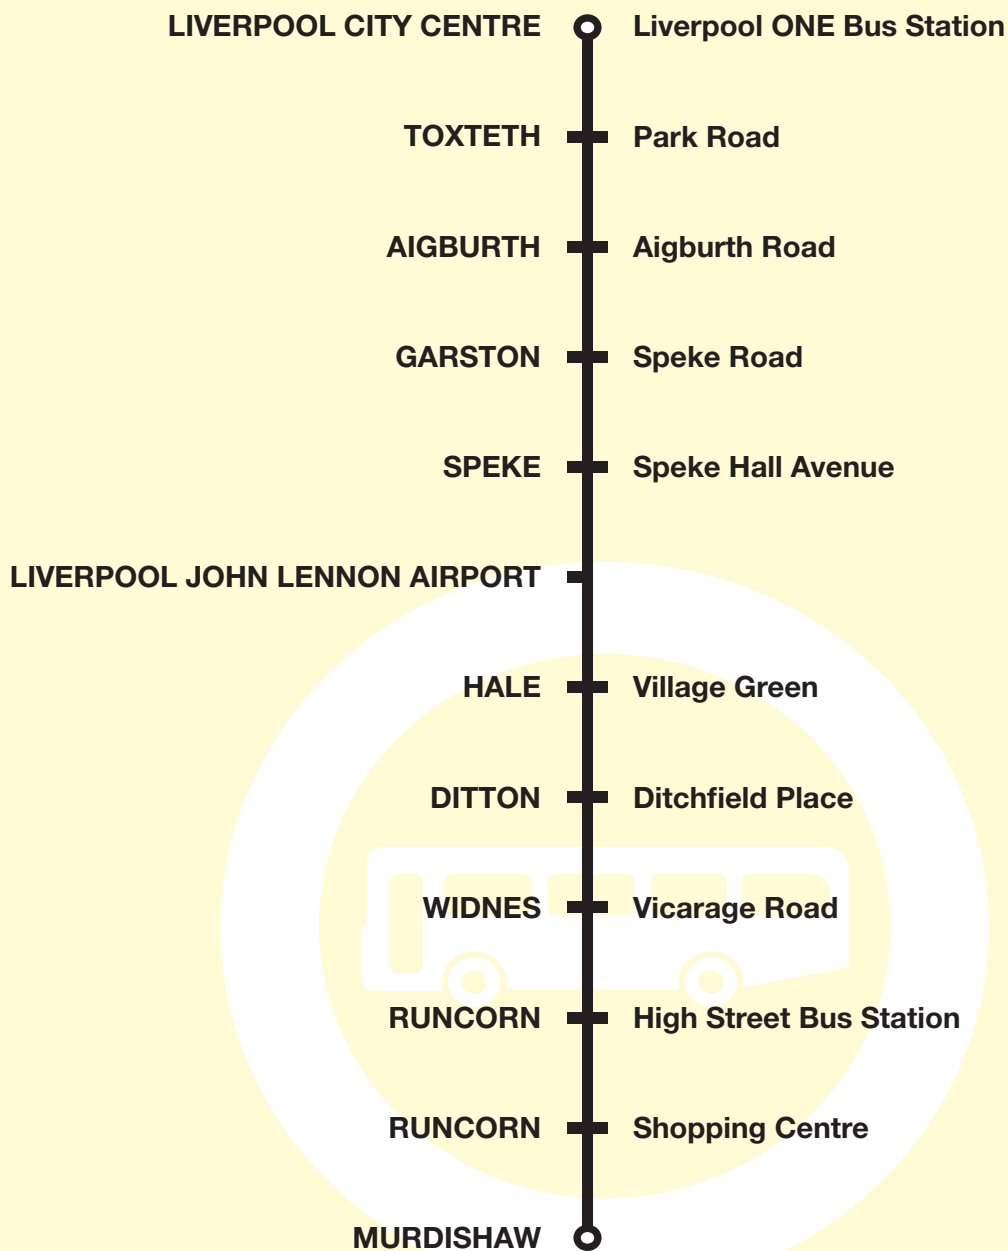 LIVERPOOL CITY CENTRE Liverpool ONE Bus Station
TOXTETH Park Road
AIGBURTH Aigburth Road
GARSTON Speke Road
SPEKE Speke Hall Avenue
LIVERPOOL JOHN LENNON AIRPORT
HALE Village Green
DITTON Ditchfield Place
WIDNES Vicarage Road
RUNCORN High Street Bus Station
RUNCORN Shopping Centre
MURDISHAW